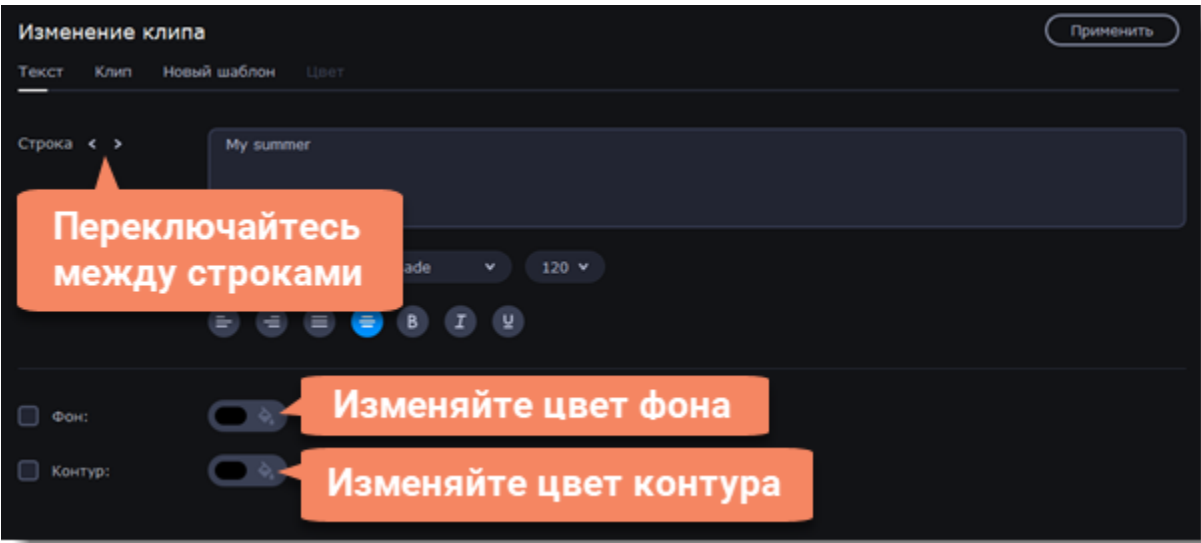 Изменение клипа
Применить
Текст Клип Новый шаблон Цвет
Строка < >
My summer
Переключайтесь
между строками
120
B I U
Фон:
Изменяйте цвет фона
Контур:
Изменяйте цвет контура